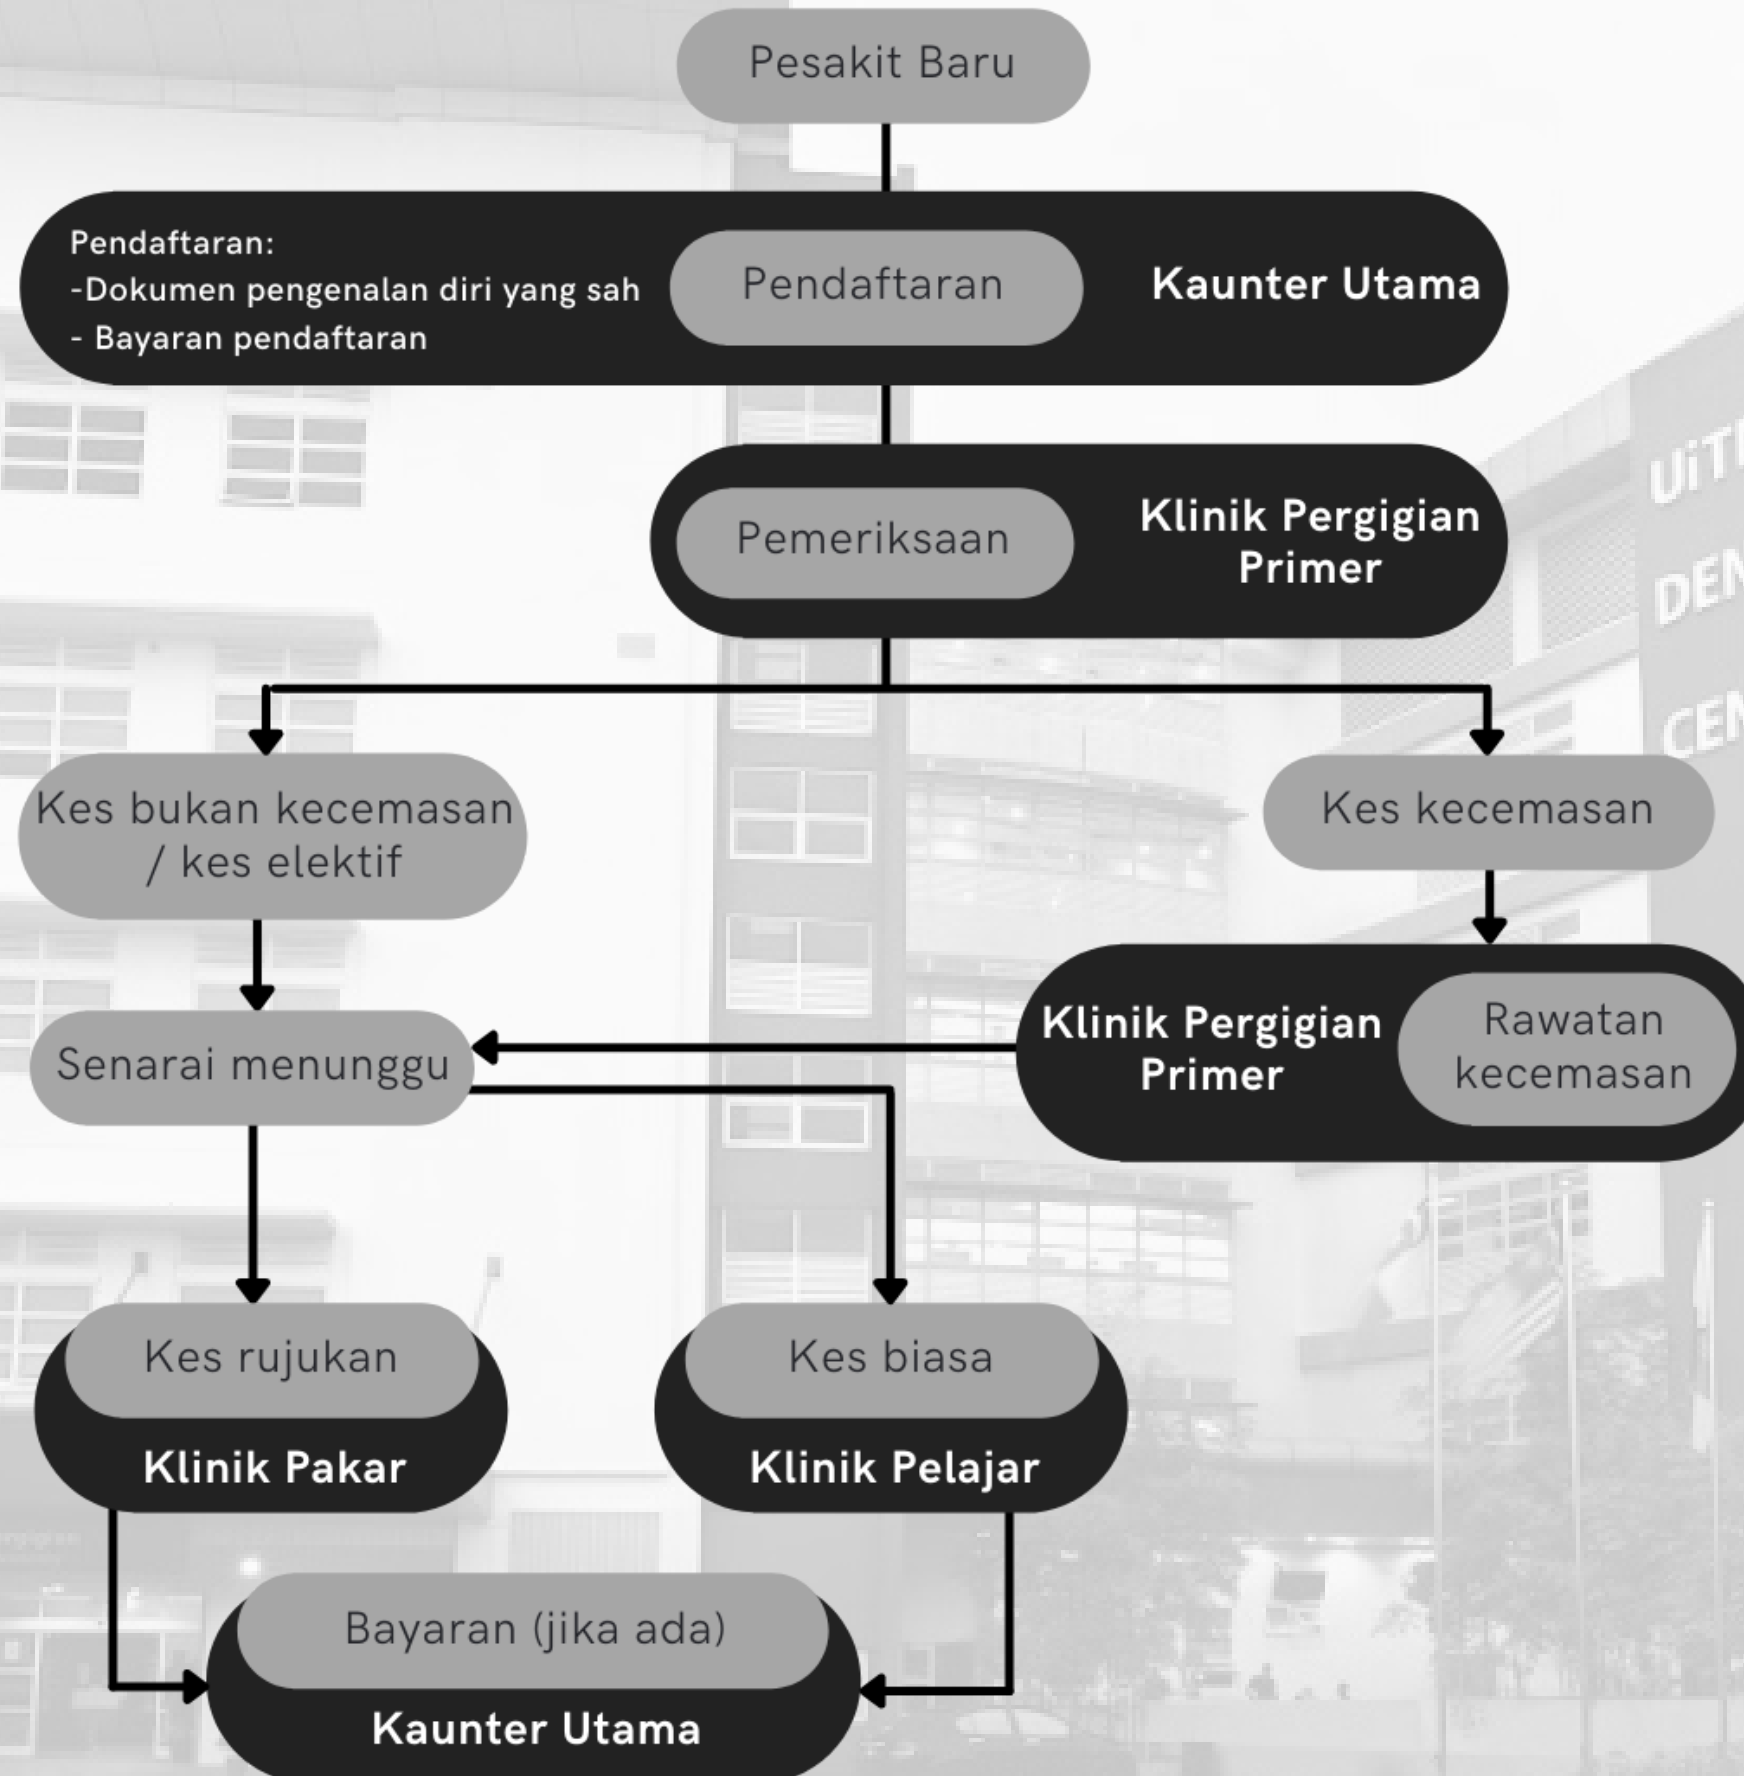 Pesakit Baru
Pendaftaran:
-Dokumen pengenalan diri yang sah
- Bayaran pendaftaran
Pendaftaran
Kaunter Utama
Pemeriksaan
Klinik Pergigian
Primer
Kes bukan kecemasan
/ kes elektif
Kes kecemasan
Senarai menunggu
Klinik Pergigian
Primer
Rawatan
kecemasan
Kes rujukan
Klinik Pakar
Kes biasa
Klinik Pelajar
Bayaran (jika ada)
Kaunter Utama